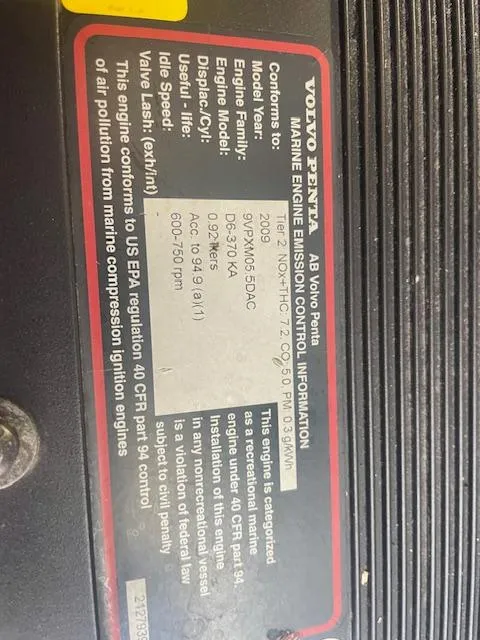 VOLVO PENTA AB Volvo Penta
MARINE ENGINE EMISSION CONTROL INFORMATION
Conforms to: Tier 2: NOx+THC: 7.2, CO: 5.0, PM: 0.3 g/kWh
Model Year: 2009
Engine Family: 9VPXM05.5DAC
Engine Model: D6-370 KA
Displac./Cyl: 0.92 liters
Useful - life: Acc. to 94.9 (a)(1)
Idle Speed: 600-750 rpm
Valve Lash: (exh/int)
This engine is categorized
as a recreational marine
engine under 40 CFR part 94.
Installation of this engine
in any nonrecreational vessel
is a violation of federal law
subject to civil penalty
This engine conforms to US EPA regulation 40 CFR part 94 control
of air pollution from marine compression ignition engines